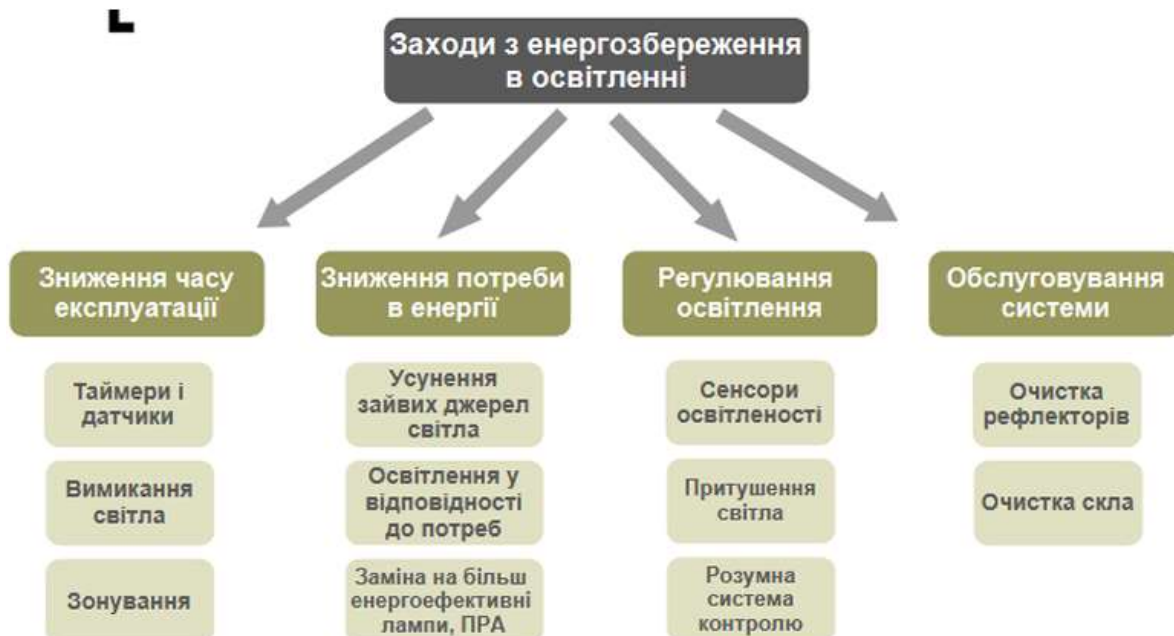 Заходи з енергозбереження
в освітленні
Зниження часу
експлуатації
Таймери і
датчики
Вимикання
світла
Зонування
Зниження потреби
в енергії
Усунення
зайвих джерел
світла
Освітлення у
відповідності
до потреб
Заміна на більш
енергоефективні
лампи, ПРА
Регулювання
освітлення
Сенсори
освітленості
Притушення
світла
Розумна
система
контролю
Обслуговування
системи
Очистка
рефлекторів
Очистка скла